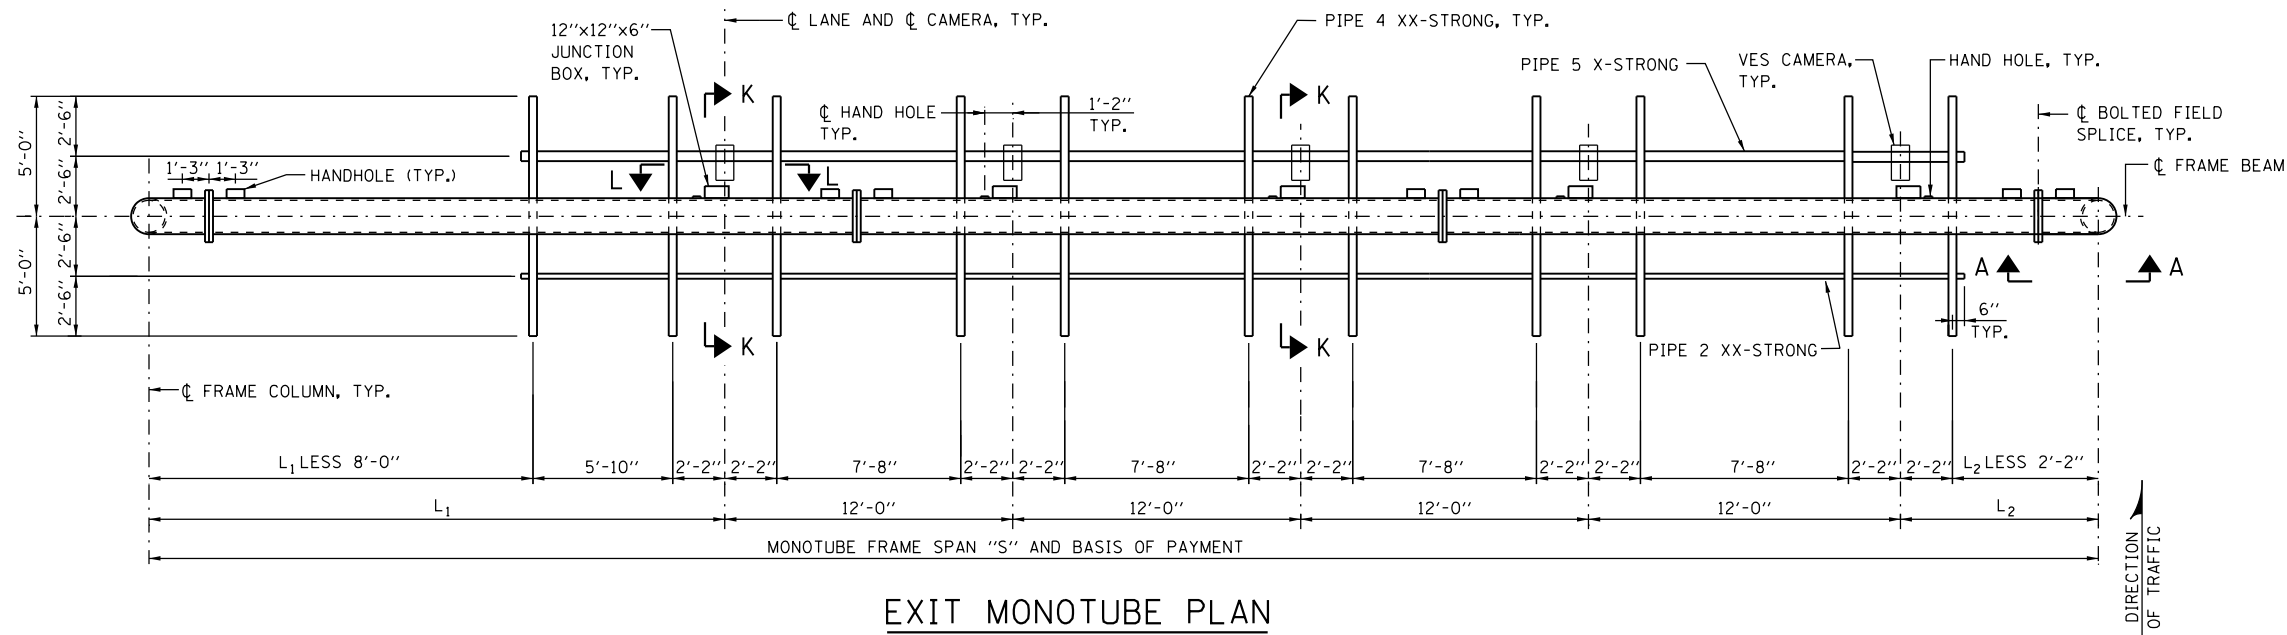 ℄ LANE AND ℄ CAMERA, TYP.
PIPE 4 XX-STRONG, TYP.
12"x12"x6"
JUNCTION
BOX, TYP.
PIPE 5 X-STRONG
VES CAMERA,
TYP.
HAND HOLE, TYP.
K
K
℄ HAND HOLE
TYP.
1'-2"
TYP.
℄ BOLTED FIELD
SPLICE, TYP.
5'-0"
2'-6"
2'-6"
1'-3"
1'-3"
HANDHOLE (TYP.)
L
L
℄ FRAME BEAM
5'-0"
2'-6"
2'-6"
A
A
6"
TYP.
K
K
PIPE 2 XX-STRONG
℄ FRAME COLUMN, TYP.
L1 LESS 8'-0"
5'-10"
2'-2"
2'-2"
7'-8"
2'-2"
2'-2"
7'-8"
2'-2"
2'-2"
7'-8"
2'-2"
2'-2"
7'-8"
2'-2"
2'-2"
L2 LESS 2'-2"
L1
12'-0"
12'-0"
12'-0"
12'-0"
L2
MONOTUBE FRAME SPAN "S" AND BASIS OF PAYMENT
DIRECTION
OF TRAFFIC
EXIT MONOTUBE PLAN